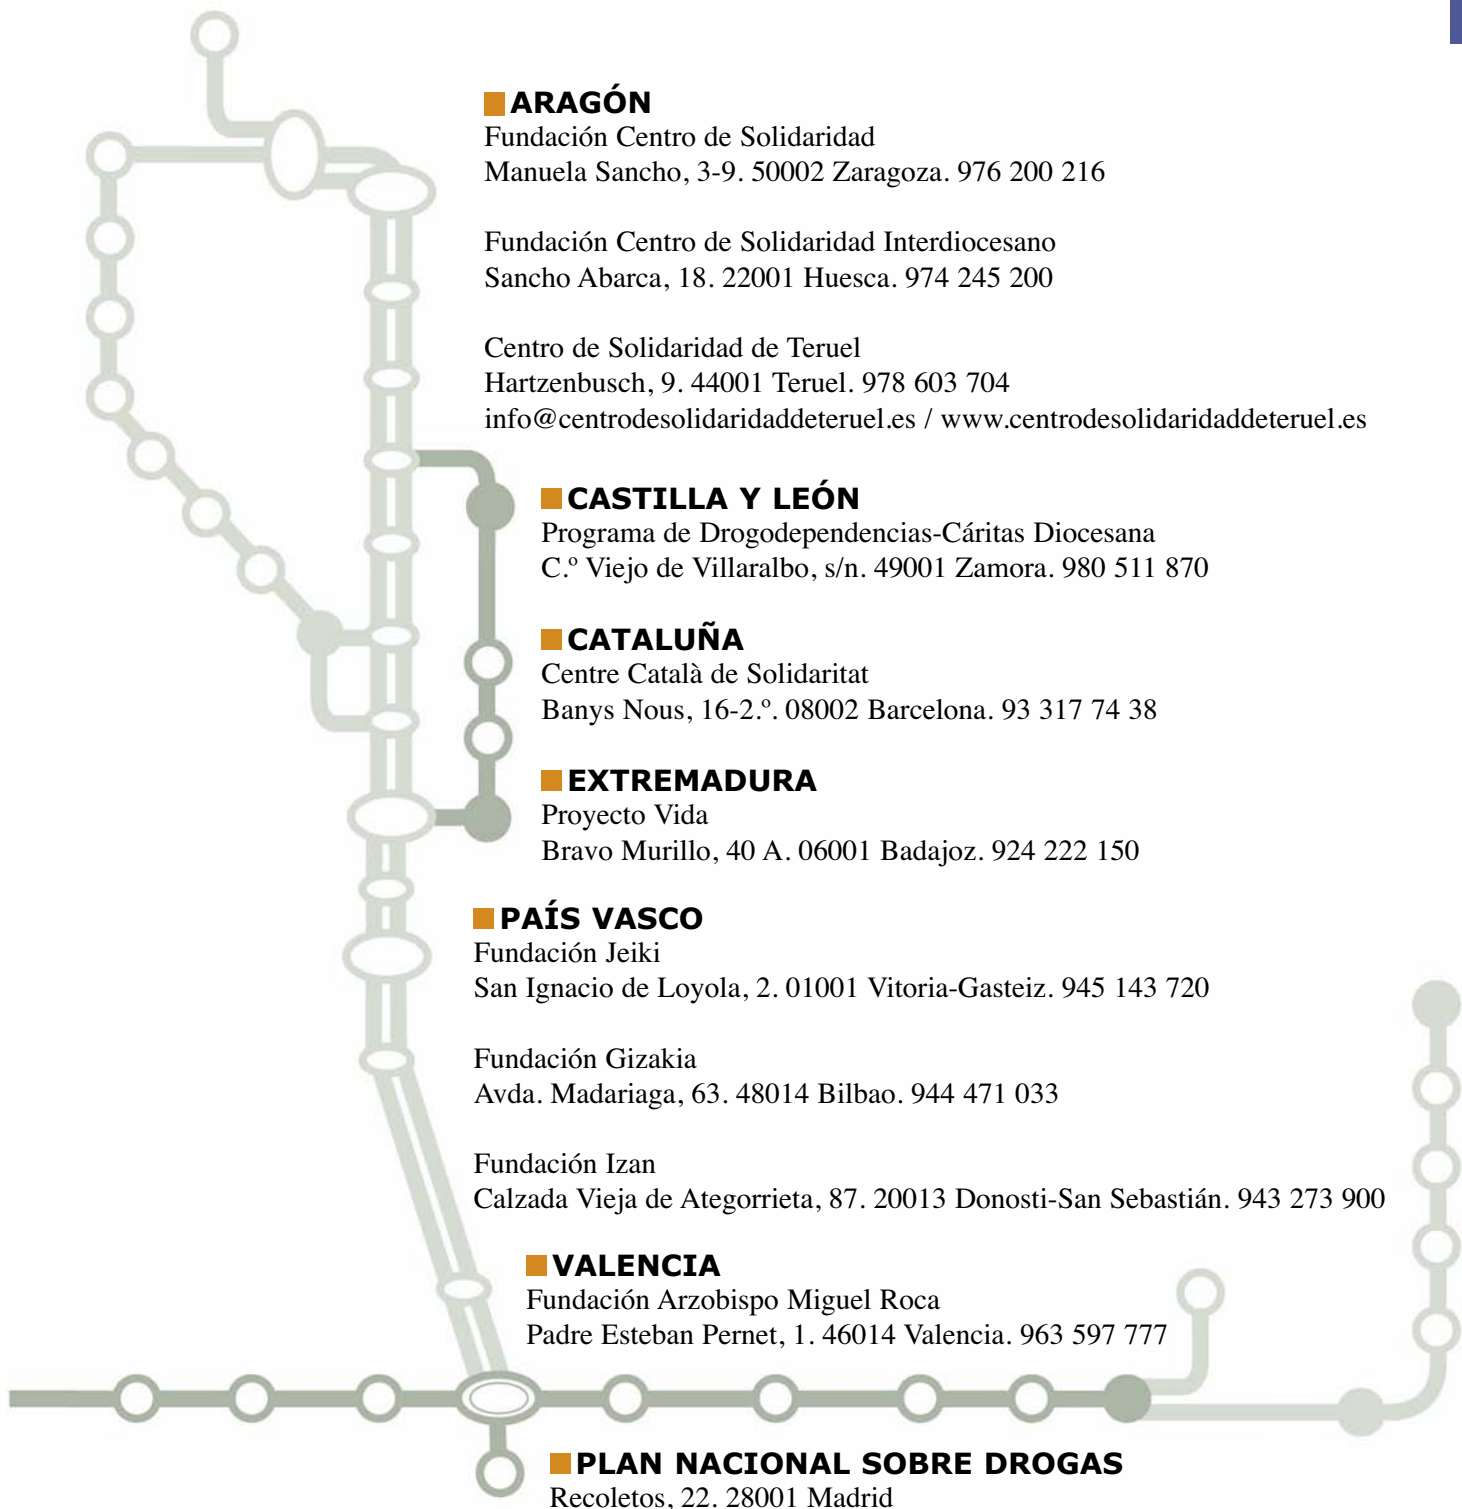 ARAGÓN
Fundación Centro de Solidaridad
Manuela Sancho, 3-9. 50002 Zaragoza. 976 200 216
Fundación Centro de Solidaridad Interdiocesano
Sancho Abarca, 18. 22001 Huesca. 974 245 200
Centro de Solidaridad de Teruel
Hartzenbusch, 9. 44001 Teruel. 978 603 704
info@centrodesolidaridaddeteruel.es / www.centrodesolidaridaddeteruel.es
CASTILLA Y LEÓN
Programa de Drogodependencias-Cáritas Diocesana
C.º Viejo de Villaralbo, s/n. 49001 Zamora. 980 511 870
CATALUÑA
Centre Català de Solidaritat
Banys Nous, 16-2.º. 08002 Barcelona. 93 317 74 38
EXTREMADURA
Proyecto Vida
Bravo Murillo, 40 A. 06001 Badajoz. 924 222 150
PAÍS VASCO
Fundación Jeiki
San Ignacio de Loyola, 2. 01001 Vitoria-Gasteiz. 945 143 720
Fundación Gizakia
Avda. Madariaga, 63. 48014 Bilbao. 944 471 033
Fundación Izan
Calzada Vieja de Ategorrieta, 87. 20013 Donosti-San Sebastián. 943 273 900
VALENCIA
Fundación Arzobispo Miguel Roca
Padre Esteban Pernet, 1. 46014 Valencia. 963 597 777
PLAN NACIONAL SOBRE DROGAS
Recoletos, 22. 28001 Madrid